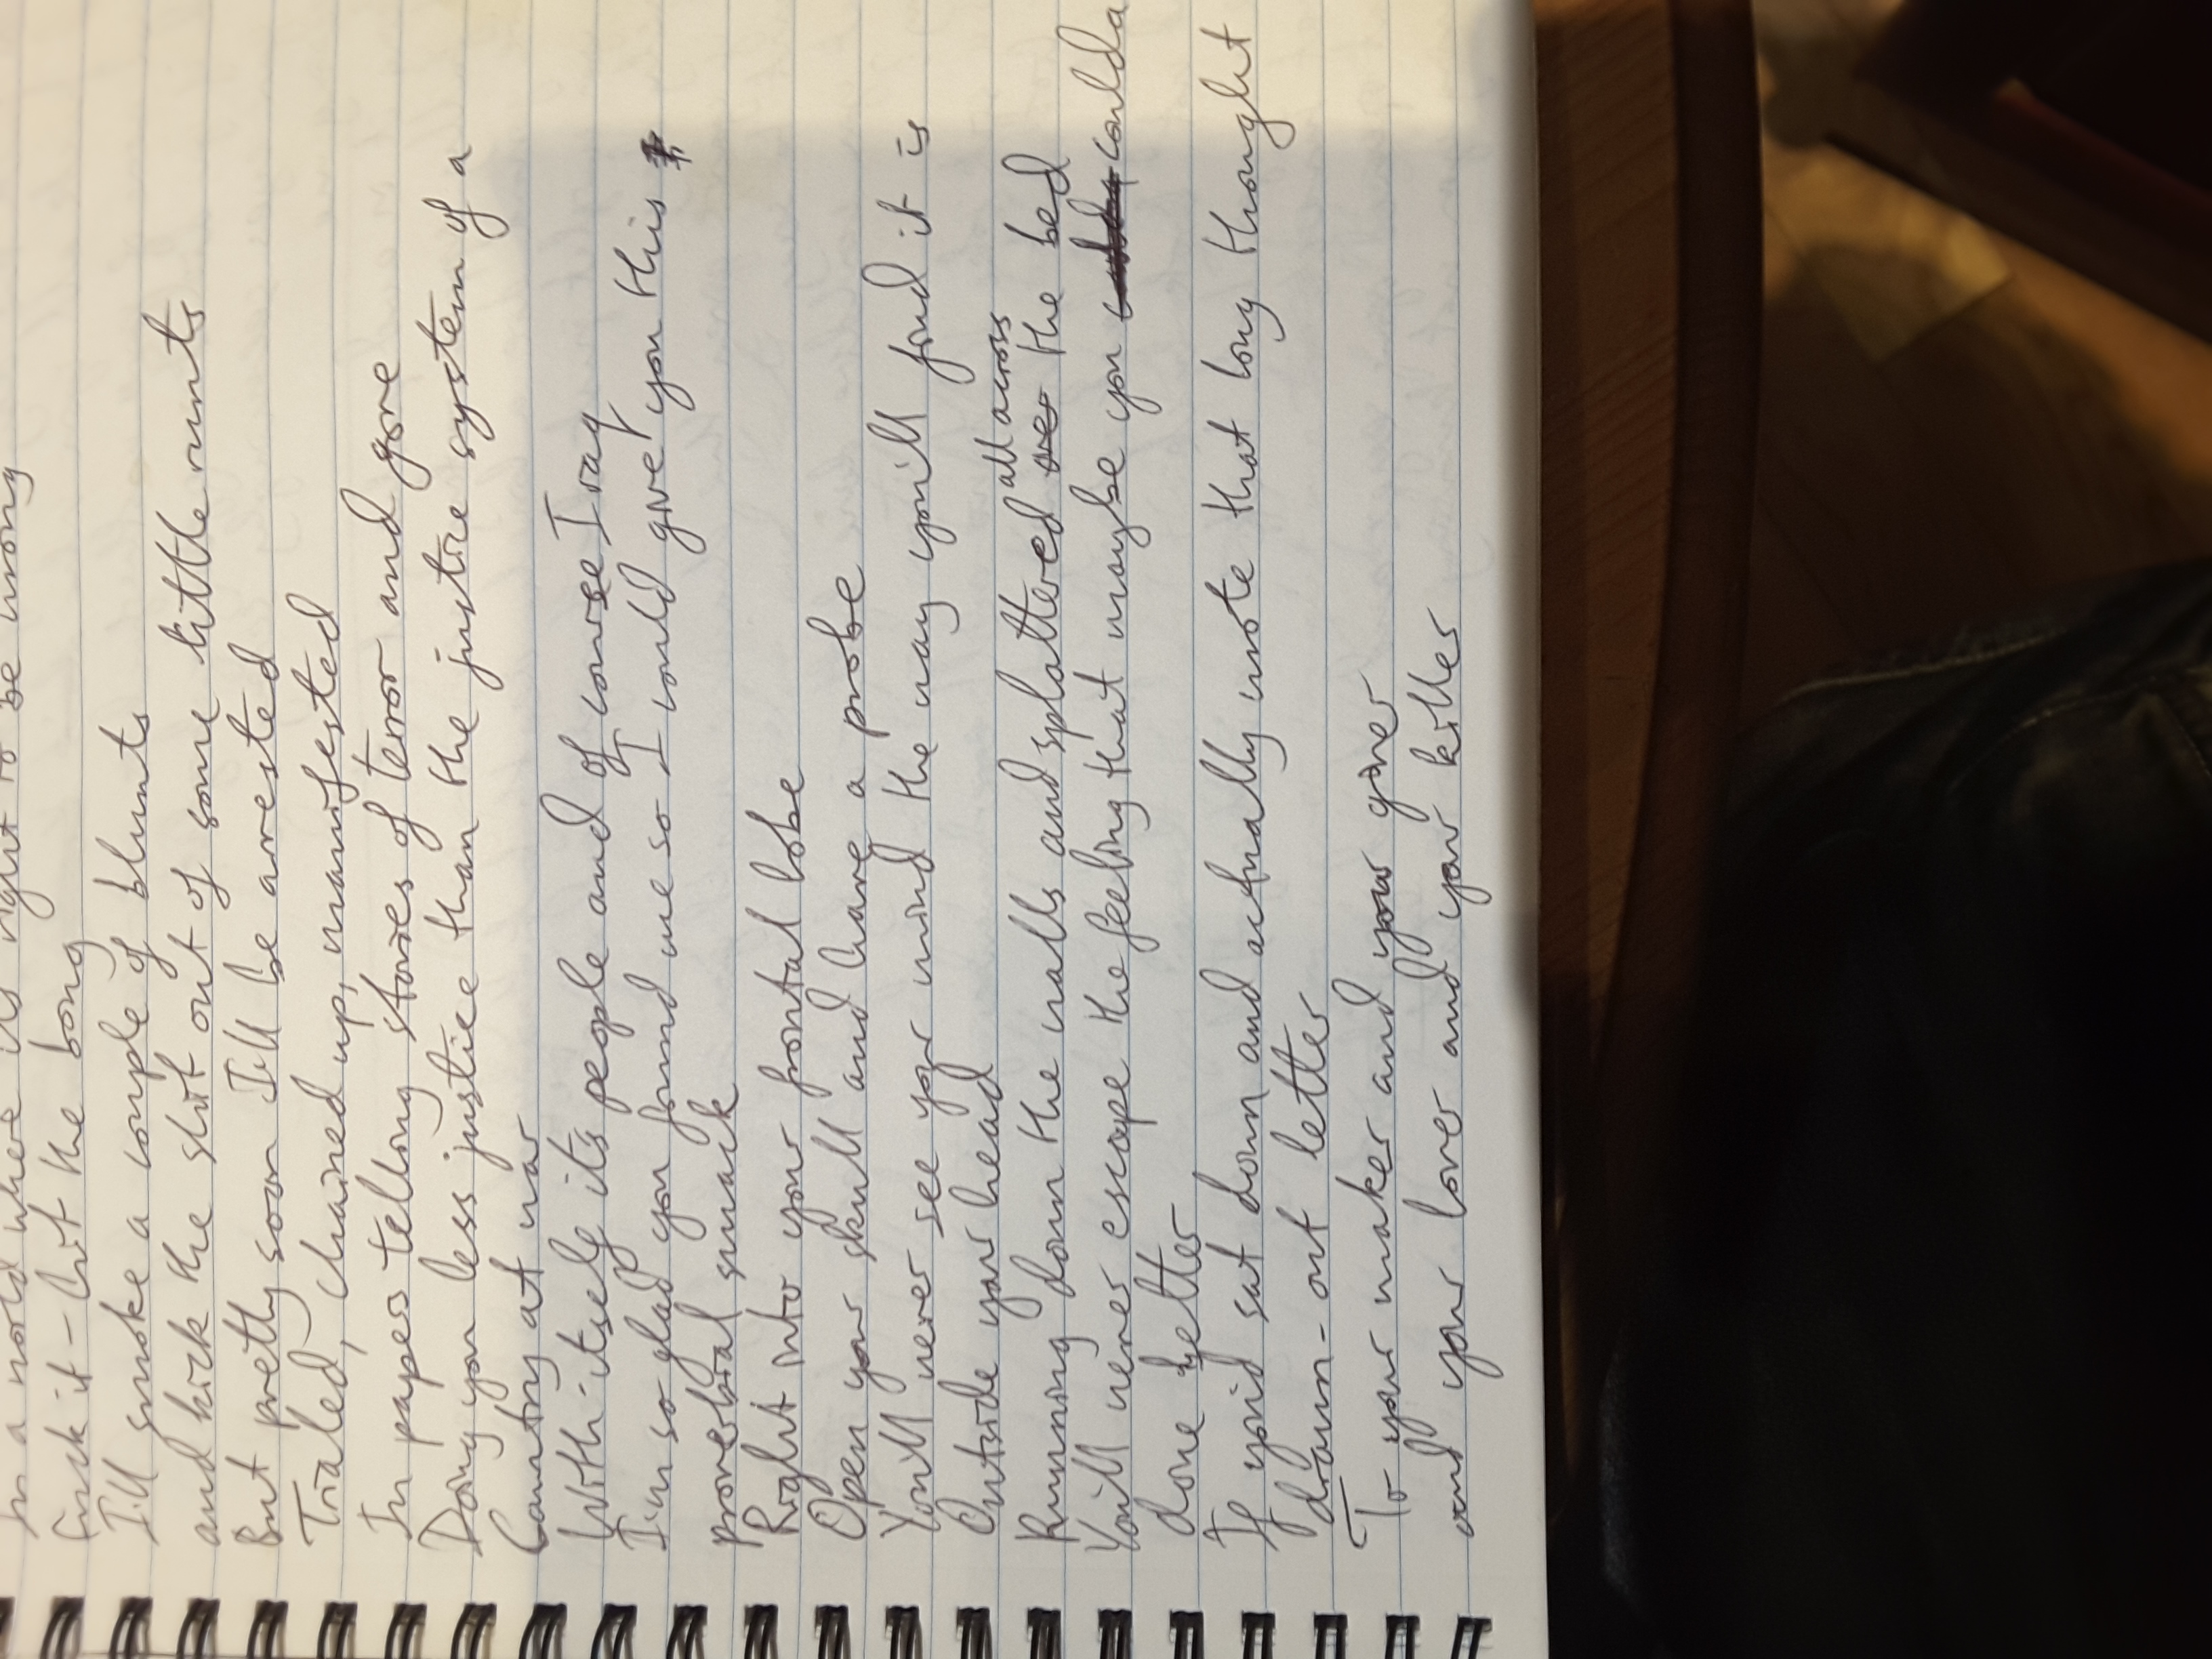 In a world where it's right to be wrong
Fuck it - hit the bong
I'll smoke a couple of blunts
and kick the shit out of some little runts
But pretty soon I'll be arrested
Trialed, chained up, manifested
In papers telling stories of terror and gore
Doing you less justice than the justice system of a
Country at war
With itself it's people and of course Iraq
I'm so glad you found me so I could give you this
proverbial smack
Right into your frontal lobe
Open your skull and have a probe
You'll never see your mind the way you'll find it is
Outside your head
all across
Running down the walls and splattered over the bed
You'll never escape the feeling that maybe you coulda
done better
If you'd sat down and actually wrote that long thought
drawn-out letter
To your maker and your giver
and your lover and your killer